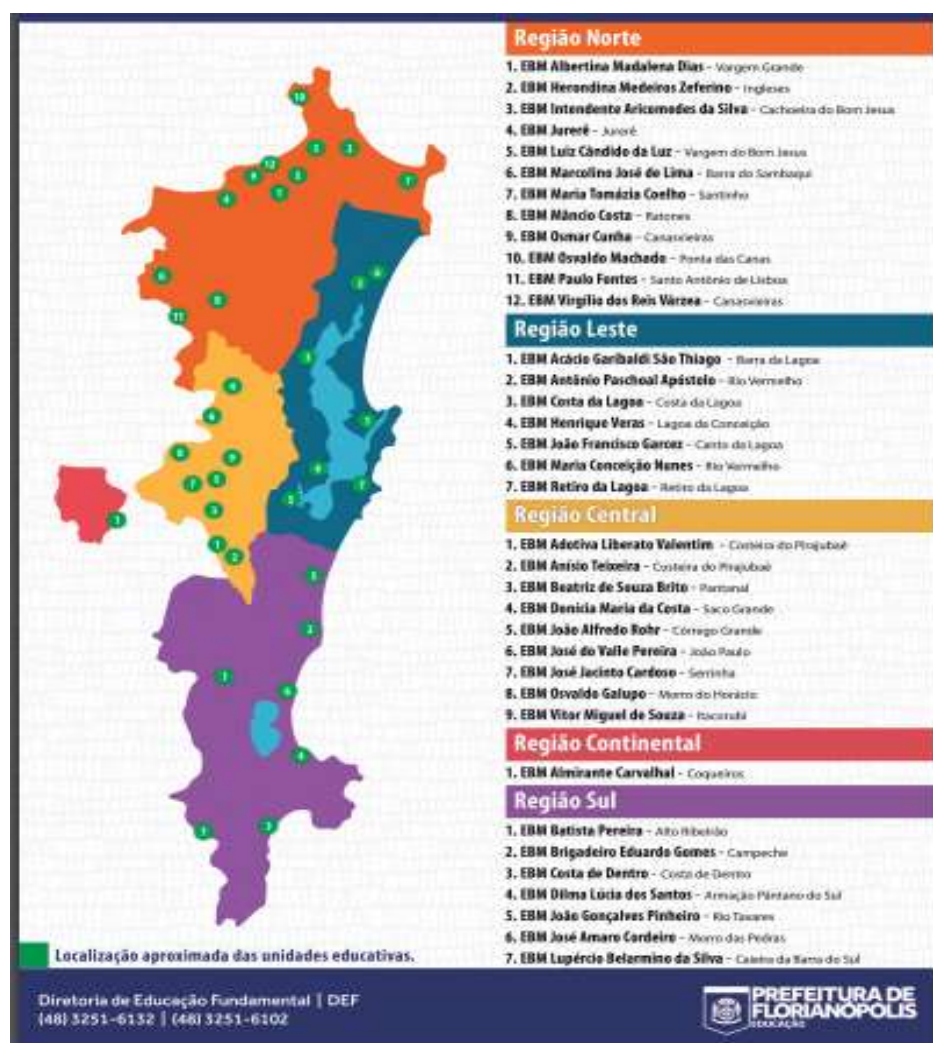 Região Norte
1. EBM Albertina Madalena Dias - Vargem Grande
2. EBM Herondina Medeiros Zeferino - Ingleses
3. EBM Intendente Aricomedes da Silva - Cachoeira do Bom Jesus
4. EBM Jurerê - Jurerê
5. EBM Luiz Cândido da Luz - Vargem do Bom Jesus
6. EBM Marcolino José de Lima - Barra do Sambaqui
7. EBM Maria Tomázia Coelho - Santinho
8. EBM Mâncio Costa - Ratones
9. EBM Osmar Cunha - Canasvieiras
10. EBM Osvaldo Machado - Ponta das Canas
11. EBM Paulo Fontes - Santo Antônio de Lisboa
12. EBM Virgílio dos Reis Várzea - Canasvieiras
Região Leste
1. EBM Acácio Garibaldi São Thiago - Barra da Lagoa
2. EBM Antônio Paschoal Apóstolo - Rio Vermelho
3. EBM Costa da Lagoa - Costa da Lagoa
4. EBM Henrique Veras - Lagoa da Conceição
5. EBM João Francisco Garcez - Canto da Lagoa
6. EBM Maria Conceição Nunes - Rio Vermelho
7. EBM Retiro da Lagoa - Retiro da Lagoa
Região Central
1. EBM Adotiva Liberato Valentim - Costeira do Pirajubaé
2. EBM Anísio Teixeira - Costeira do Pirajubaé
3. EBM Beatriz de Souza Brito - Pantanal
4. EBM Donícia Maria da Costa - Saco Grande
5. EBM João Alfredo Rohr - Córrego Grande
6. EBM José do Valle Pereira - João Paulo
7. EBM José Jacinto Cardoso - Serrinha
8. EBM Osvaldo Galupo - Morro do Horácio
9. EBM Vitor Miguel de Souza - Itacorubi
Região Continental
1. EBM Almirante Carvalhal - Coqueiros
Região Sul
1. EBM Batista Pereira - Alto Ribeirão
2. EBM Brigadeiro Eduardo Gomes - Campeche
3. EBM Costa de Dentro - Costa de Dentro
4. EBM Dilma Lúcia dos Santos - Armação Pântano do Sul
5. EBM João Gonçalves Pinheiro - Rio Tavares
6. EBM José Amaro Cordeiro - Morro das Pedras
7. EBM Lupércio Belarmino da Silva - Caieira da Barra do Sul
Localização aproximada das unidades educativas.
Diretoria de Educação Fundamental | DEF
(48) 3251-6132 | (48) 3251-6102
PREFEITURA DE
FLORIANÓPOLIS
EDUCAÇÃO